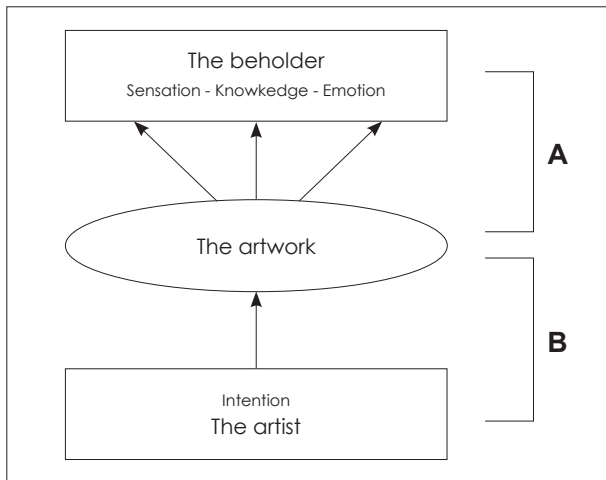 The beholder
Sensation - Knowkedge - Emotion
A
The artwork
B
Intention
The artist